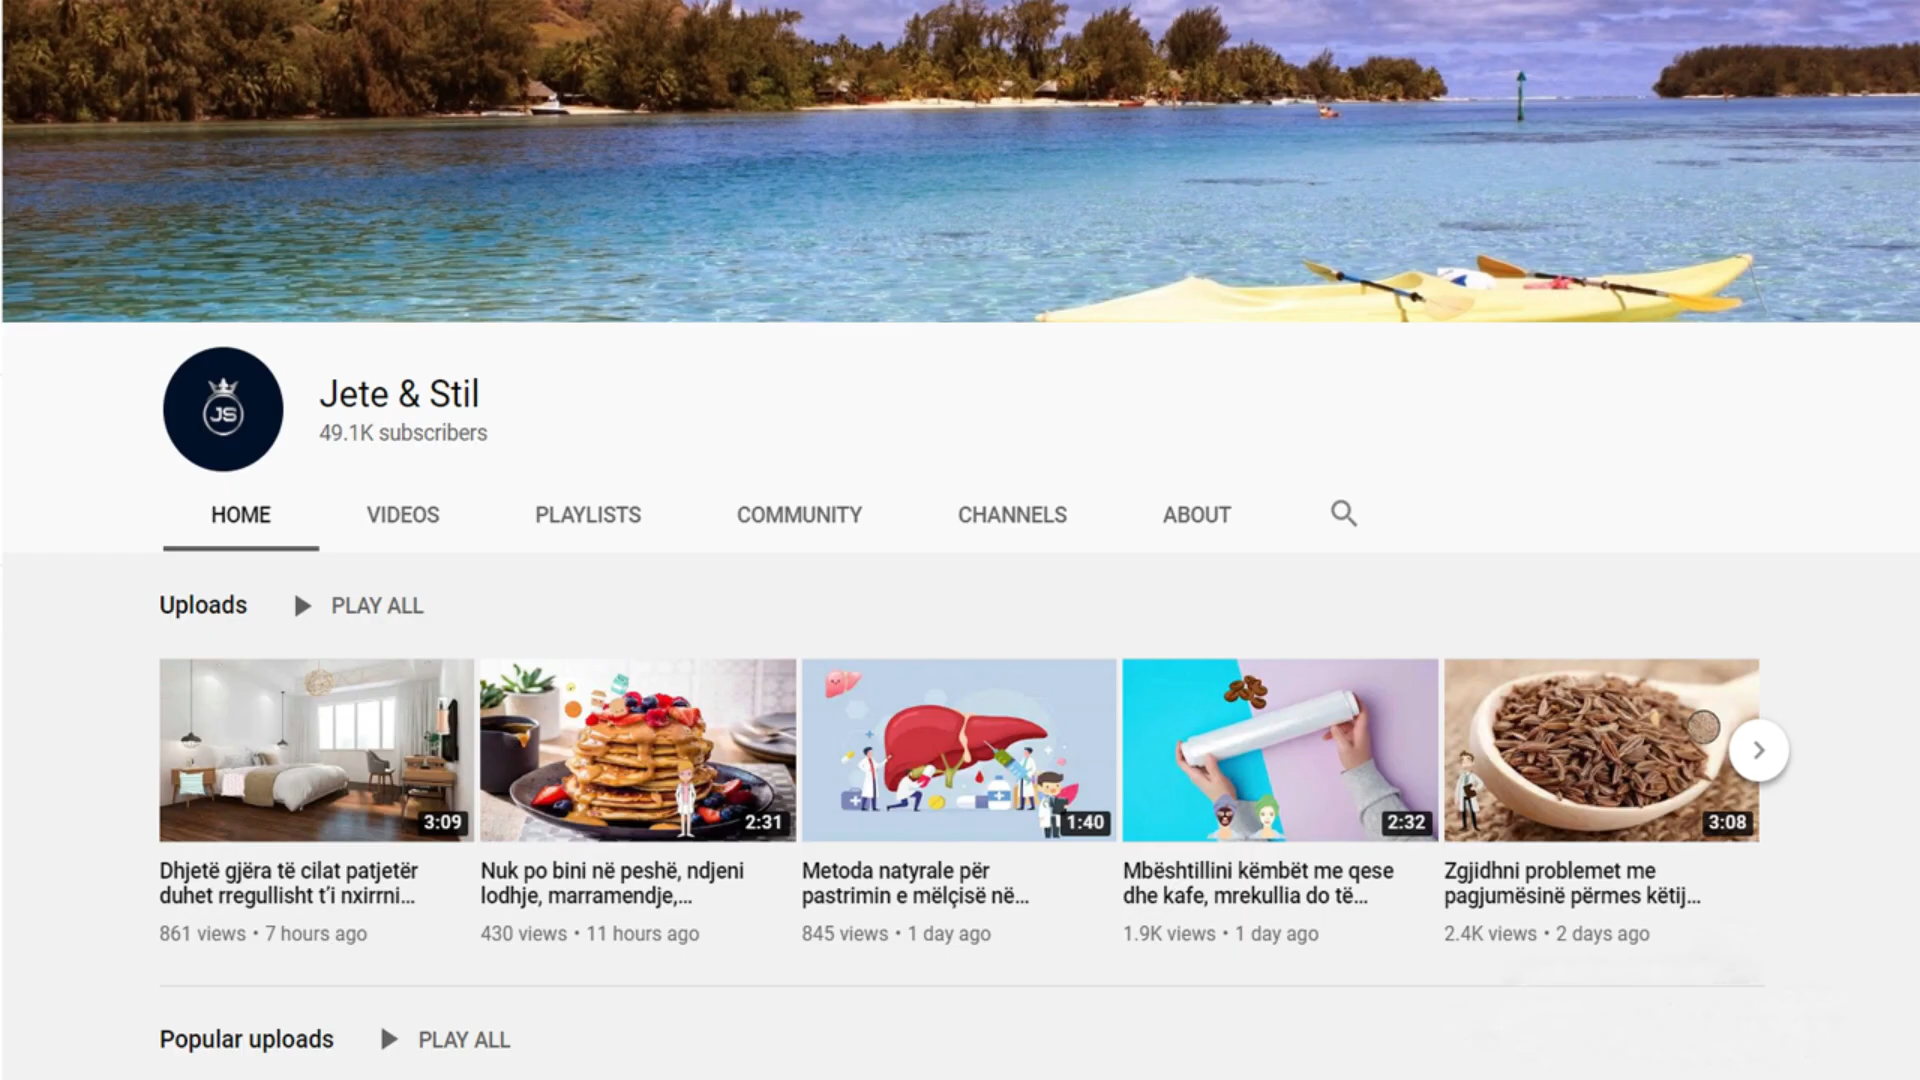 JS
Jete & Stil
49.1K subscribers
HOME VIDEOS PLAYLISTS COMMUNITY CHANNELS ABOUT
Uploads PLAY ALL
3:09 2:31 1:40 2:32 3:08
Dhjetë gjëra të cilat patjetër
duhet rregullisht t’i nxirrni...
861 views • 7 hours ago
Nuk po bini në peshë, ndjeni
lodhje, marramendje,...
430 views • 11 hours ago
Metoda natyrale për
pastrimin e mëlçisë në...
845 views • 1 day ago
Mbështillini këmbët me qese
dhe kafe, mrekullia do të...
1.9K views • 1 day ago
Zgjidhni problemet me
pagjumësinë përmes këtij...
2.4K views • 2 days ago
Popular uploads PLAY ALL